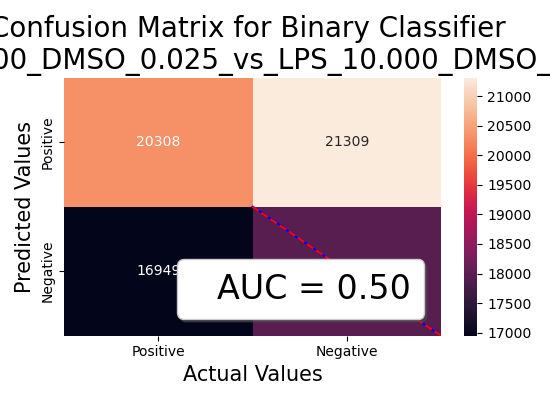 Confusion Matrix for Binary Classifier
00_DMSO_0.025_vs_LPS_10.000_DMSO_
Predicted Values
Positive
Negative
20308
21309
16949
AUC = 0.50
Positive
Negative
Actual Values
21000
20500
20000
19500
19000
18500
18000
17500
17000